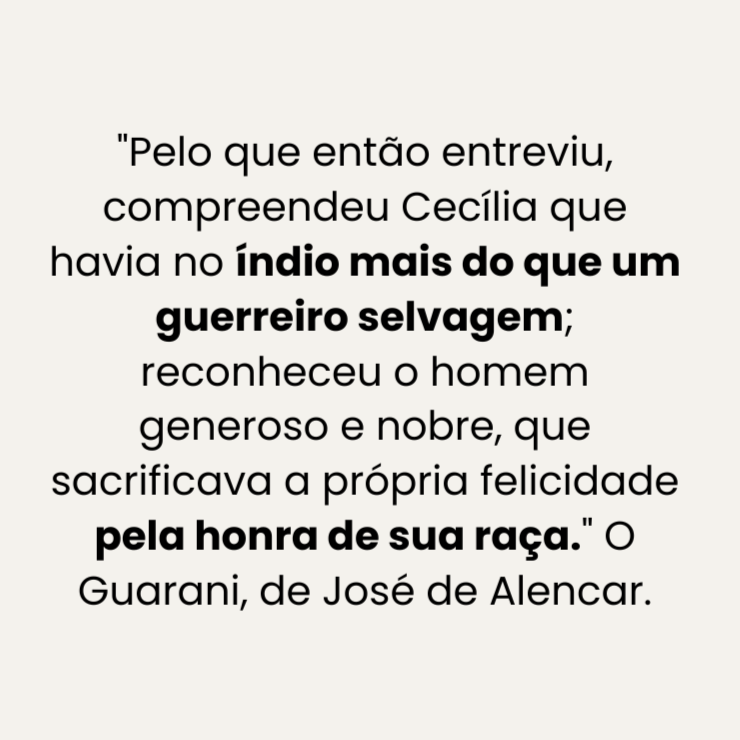 "Pelo que então entreviu,
compreendeu Cecília que
havia no índio mais do que um
guerreiro selvagem;
reconheceu o homem
generoso e nobre, que
sacrificava a própria felicidade
pela honra de sua raça." O
Guarani, de José de Alencar.